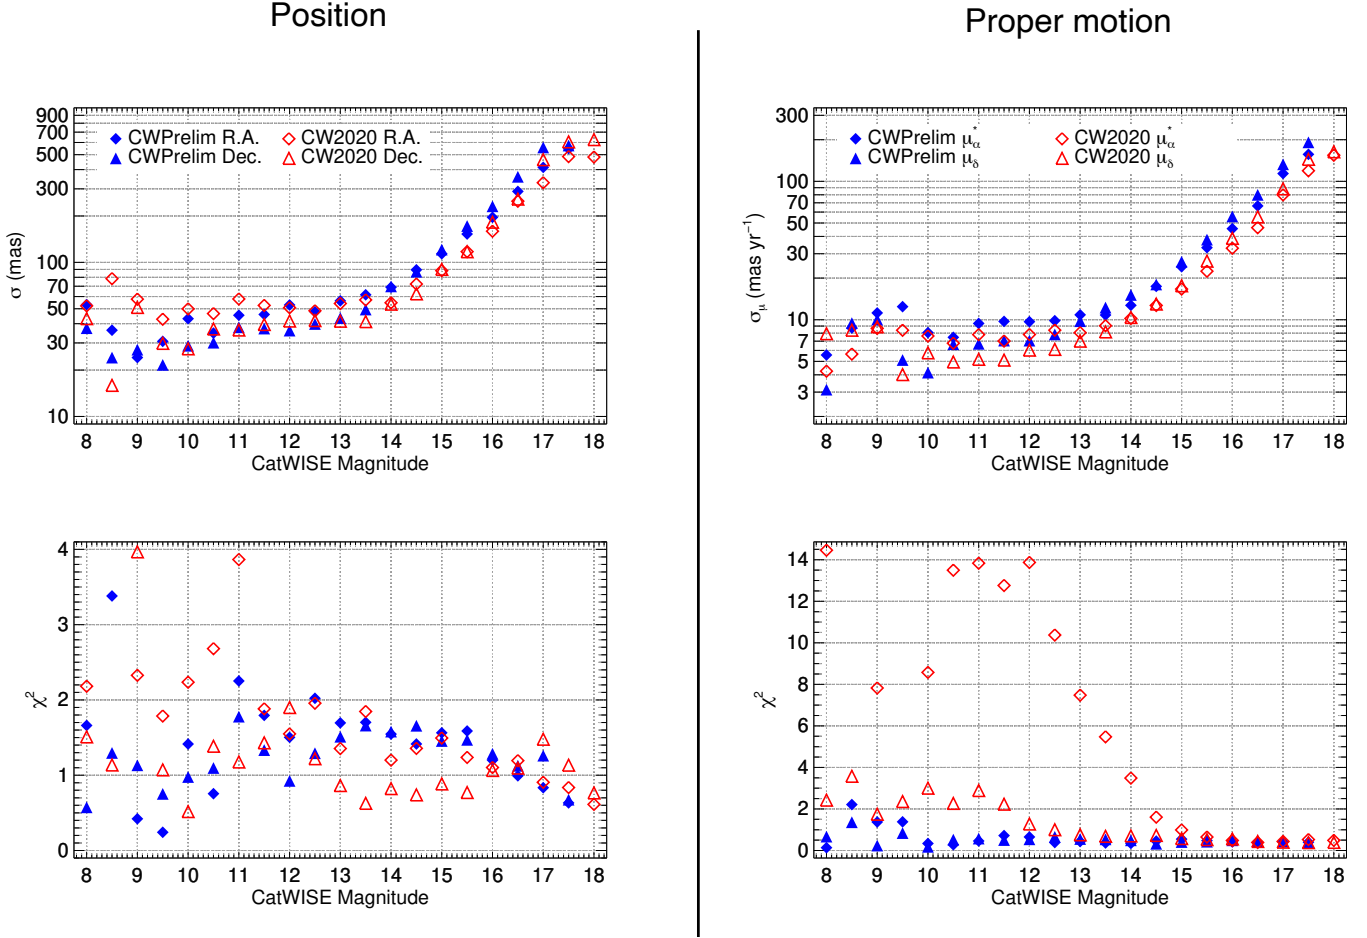 Position
Proper motion
900
700
500
300
100
70
50
30
10
σ (mas)
CWPrelim R.A.
CWPrelim Dec.
CW2020 R.A.
CW2020 Dec.
8 9 10 11 12 13 14 15 16 17 18
CatWISE Magnitude
300
100
70
50
30
10
7
5
3
σμ (mas yr⁻¹)
CWPrelim μ*α
CWPrelim μδ
CW2020 μ*α
CW2020 μδ
8 9 10 11 12 13 14 15 16 17 18
CatWISE Magnitude
4
3
2
1
0
χ²
8 9 10 11 12 13 14 15 16 17 18
CatWISE Magnitude
14
12
10
8
6
4
2
0
χ²
8 9 10 11 12 13 14 15 16 17 18
CatWISE Magnitude